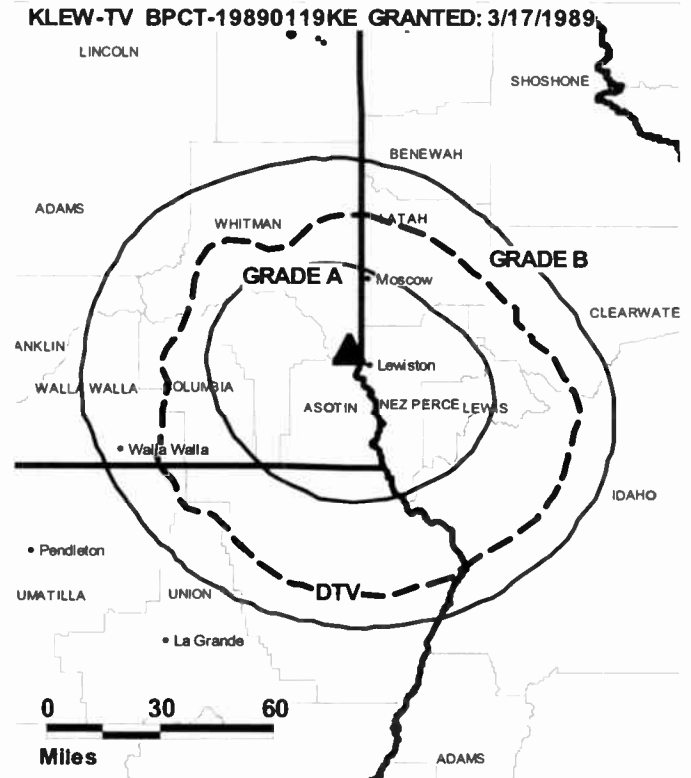 KLEW-TV BPCT-19890119KE GRANTED: 3/17/1989
LINCOLN
SHOSHONE
BENEWAH
ADAMS
WHITMAN
LATAH
GRADE B
GRADE A
Moscow
CLEARWATE
ANKLIN
Lewiston
WALLA WALLA
COLUMBIA
ASOTIN
NEZ PERCE
LEWIS
Walla Walla
IDAHO
Pendleton
UMATILLA
UNION
DTV
La Grande
0 30 60
Miles
ADAMS